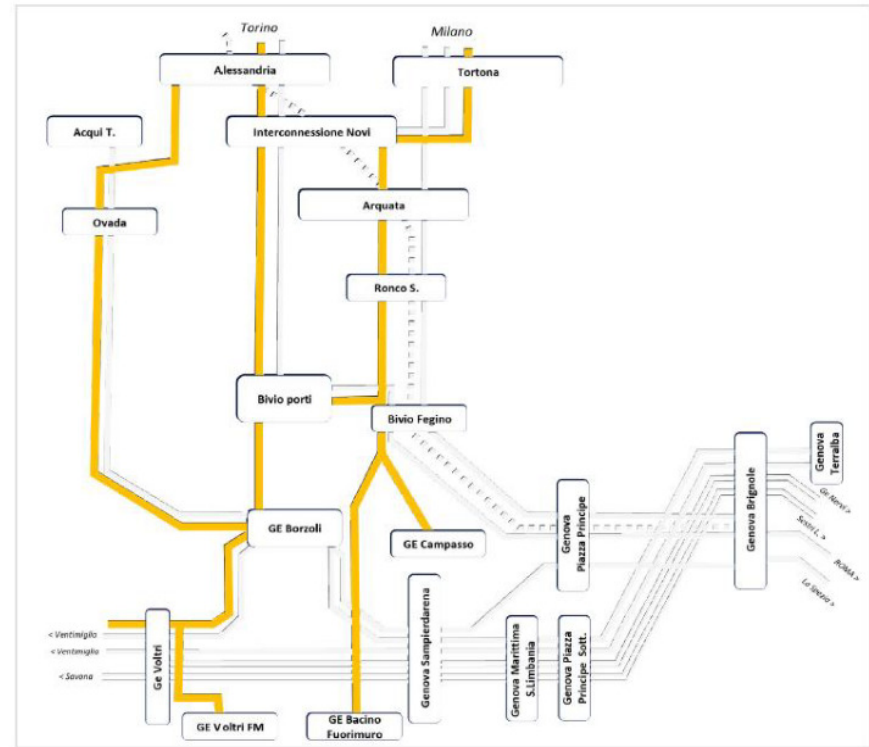 Torino
Milano
Alessandria
Tortona
Acqui T.
Interconnessione Novi
Arquata
Ovada
Ronco S.
Bivio porti
Bivio Fegino
Genova
Terralba
Ge Nervi >
Sestri L. >
ROMA >
La Spezia >
Genova Brignole
Genova
Piazza Principe
GE Borzoli
GE Campasso
Genova Sampierdarena
Genova Marittima
S.Limbania
Genova Piazza
Principe Sott.
< Ventimiglia
< Ventimiglia
< Savona
Ge Voltri
GE Voltri FM
GE Bacino
Fuorimuro